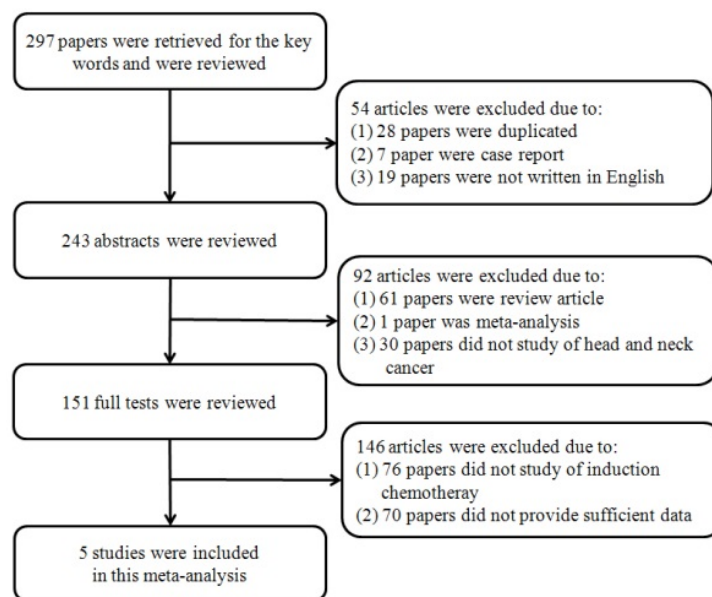 297 papers were retrieved for the key
words and were reviewed
54 articles were excluded due to:
(1) 28 papers were duplicated
(2) 7 paper were case report
(3) 19 papers were not written in English
243 abstracts were reviewed
92 articles were excluded due to:
(1) 61 papers were review article
(2) 1 paper was meta-analysis
(3) 30 papers did not study of head and neck
cancer
151 full tests were reviewed
146 articles were excluded due to:
(1) 76 papers did not study of induction
chemotheray
(2) 70 papers did not provide sufficient data
5 studies were included
in this meta-analysis